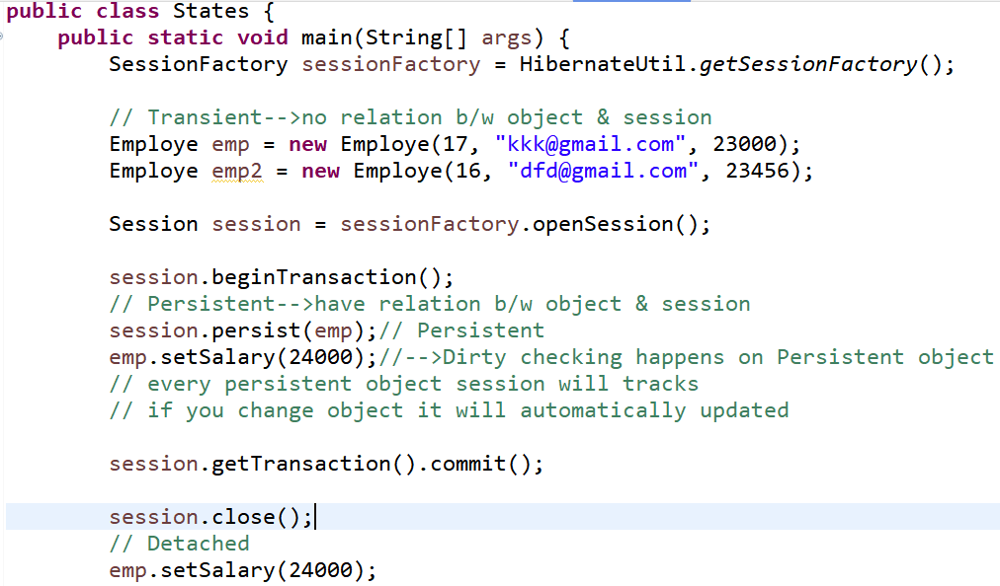 public class States {
public static void main(String[] args) {
SessionFactory sessionFactory = HibernateUtil.getSessionFactory();
// Transient-->no relation b/w object & session
Employe emp = new Employe(17, "kkk@gmail.com", 23000);
Employe emp2 = new Employe(16, "dfd@gmail.com", 23456);
Session session = sessionFactory.openSession();
session.beginTransaction();
// Persistent-->have relation b/w object & session
session.persist(emp);// Persistent
emp.setSalary(24000);//-->Dirty checking happens on Persistent object
// every persistent object session will tracks
// if you change object it will automatically updated
session.getTransaction().commit();
session.close();
// Detached
emp.setSalary(24000);